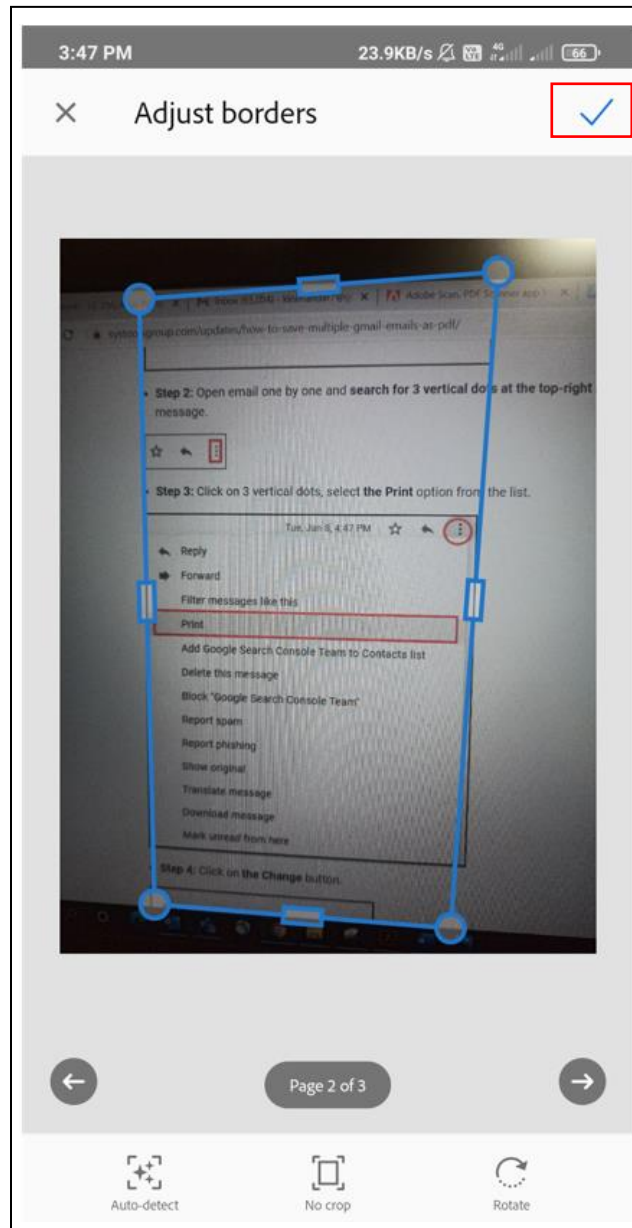 3:47 PM 23.9KB/s 4G 66
Adjust borders
Adobe Scan, PDF Scanner app
group.com/updates/how-to-save-multiple-gmail-emails-as-pdf/
Step 2: Open email one by one and search for 3 vertical dots at the top-right
message.
Step 3: Click on 3 vertical dots, select the Print option from the list.
Tue, Jun 8, 4:47 PM
Reply
Forward
Filter messages like this
Print
Add Google Search Console Team to Contacts list
Delete this message
Block "Google Search Console Team"
Report spam
Report phishing
Show original
Translate message
Download message
Mark unread from here
Step 4: Click on the Change button.
Page 2 of 3
Auto-detect No crop Rotate